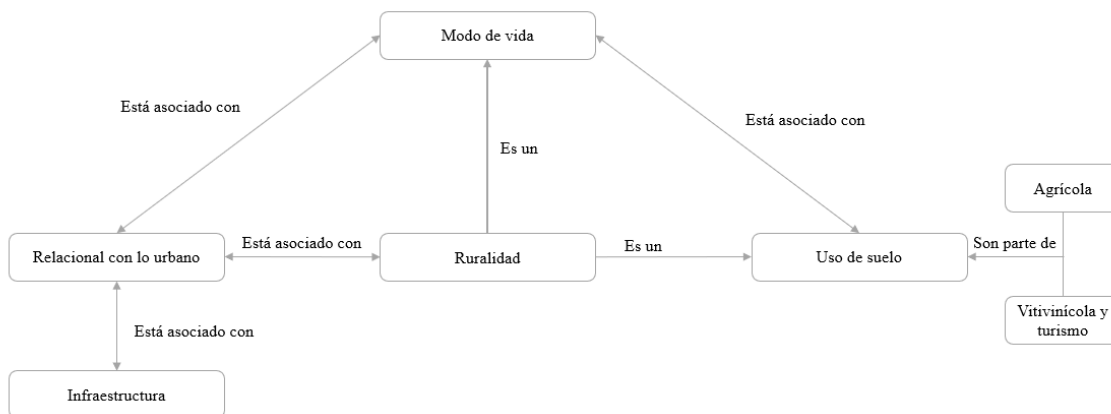 Modo de vida
Está asociado con
Está asociado con
Es un
Agrícola
Relacional con lo urbano
Está asociado con
Ruralidad
Es un
Uso de suelo
Son parte de
Vitivinícola y
turismo
Está asociado con
Infraestructura